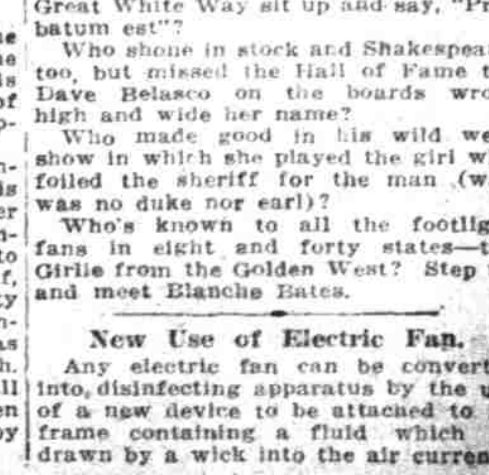 Great White Way sit up and say, "Pr
batum est"?
Who shone in stock and Shakespea
too, but missed the Hall of Fame t
Dave Belasco on the boards wro
high and wide her name?
Who made good in his wild we
show in which she played the girl w
foiled the sheriff for the man (w
was no duke nor earl)?
Who's known to all the footlig
fans in eight and forty states—t
Girlie from the Golden West? Step
and meet Blanche Bates.
New Use of Electric Fan.
Any electric fan can be convert
into disinfecting apparatus by the u
of a new device to be attached to
frame containing a fluid which
drawn by a wick into the air curren